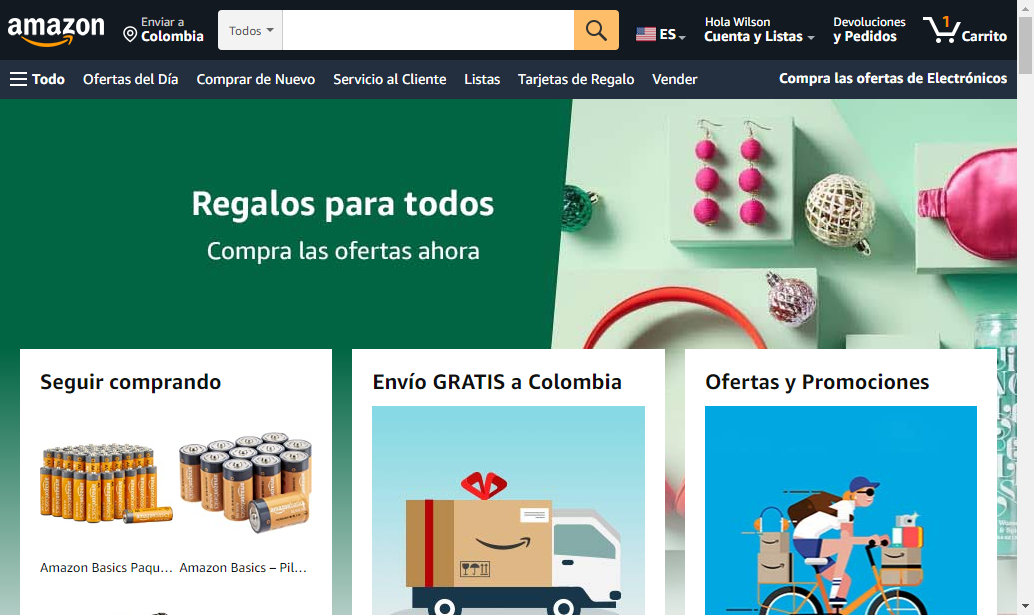 amazon
Enviar a
Colombia
Todos
ES
Hola Wilson
Cuenta y Listas
Devoluciones
y Pedidos
1
Carrito
Todo
Ofertas del Día
Comprar de Nuevo
Servicio al Cliente
Listas
Tarjetas de Regalo
Vender
Compra las ofertas de Electrónicos
Regalos para todos
Compra las ofertas ahora
Seguir comprando
Envío GRATIS a Colombia
Ofertas y Promociones
Amazon Basics Paqu...
Amazon Basics – Pil...